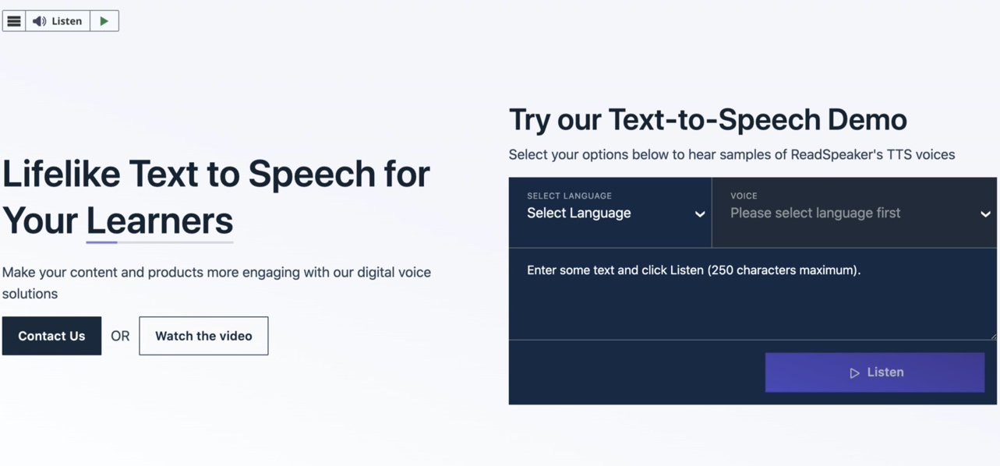 Listen
Lifelike Text to Speech for
Your Learners
Make your content and products more engaging with our digital voice
solutions
Contact Us OR Watch the video
Try our Text-to-Speech Demo
Select your options below to hear samples of ReadSpeaker's TTS voices
SELECT LANGUAGE
Select Language
VOICE
Please select language first
Enter some text and click Listen (250 characters maximum).
Listen